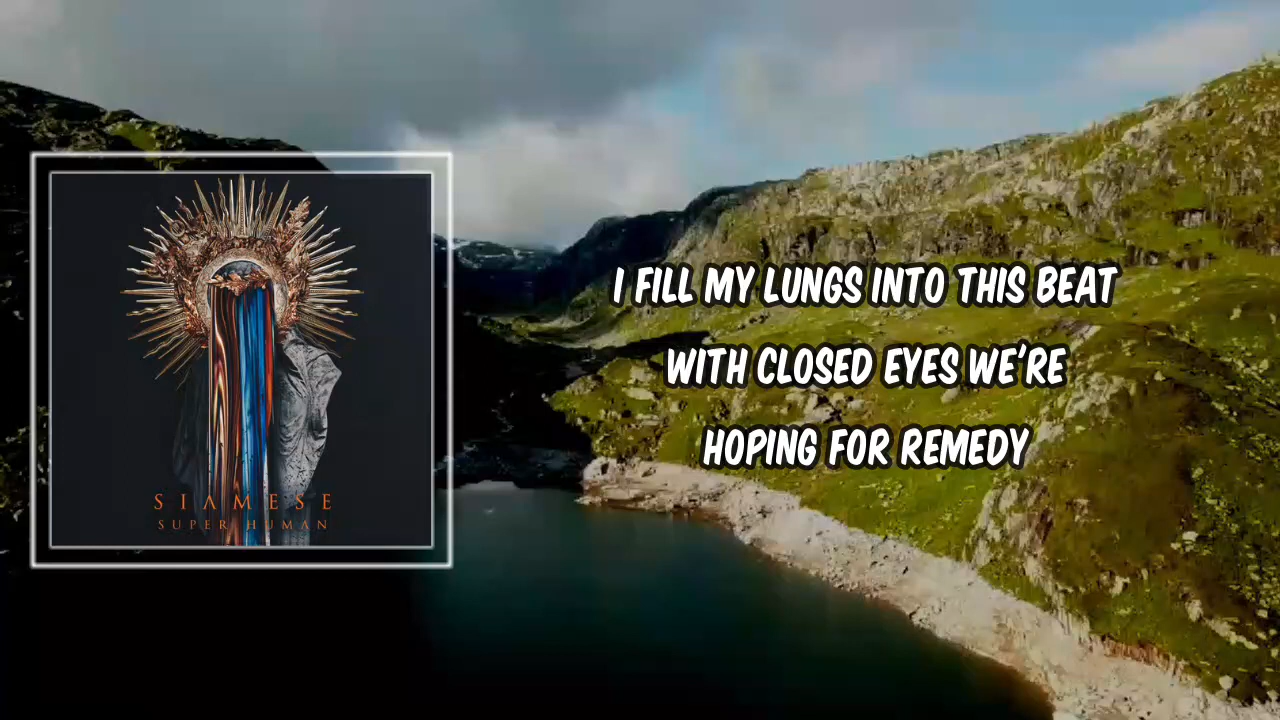 SIAMESE
SUPER HUMAN
I FILL MY LUNGS INTO THIS BEAT
WITH CLOSED EYES WE'RE
HOPING FOR REMEDY